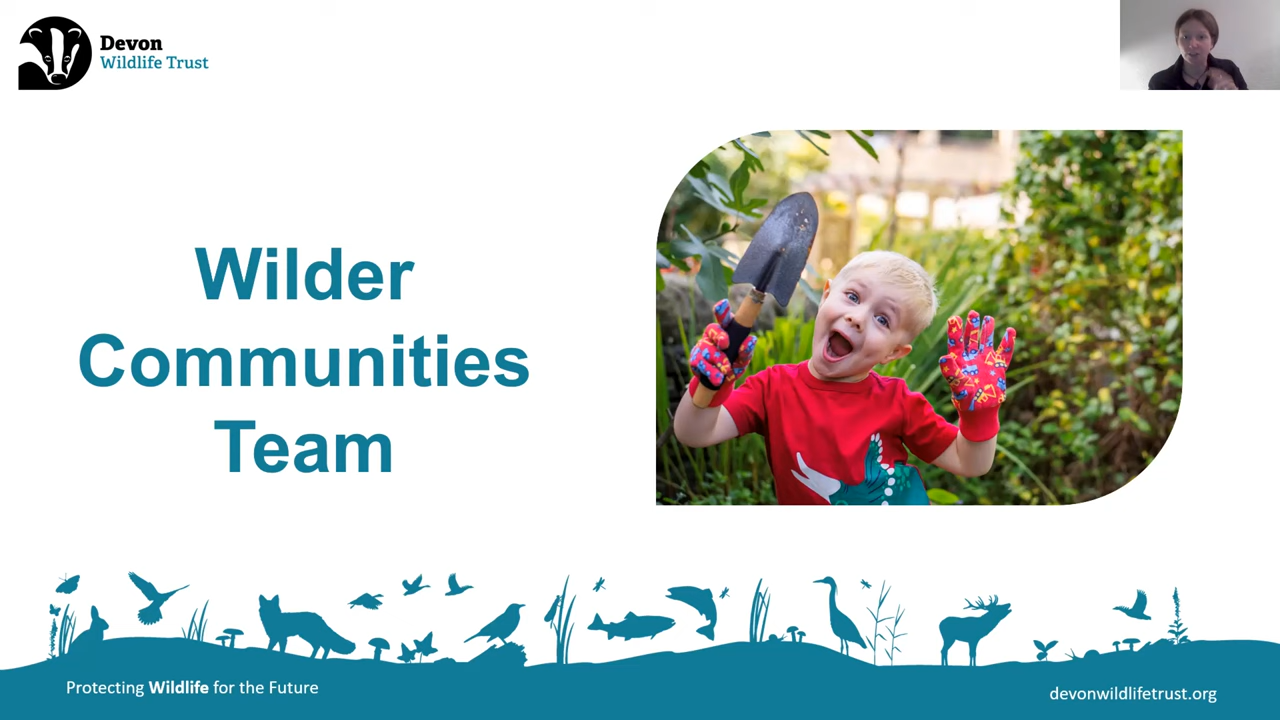 Devon
Wildlife Trust
Wilder
Communities
Team
Protecting Wildlife for the Future
devonwildlifetrust.org